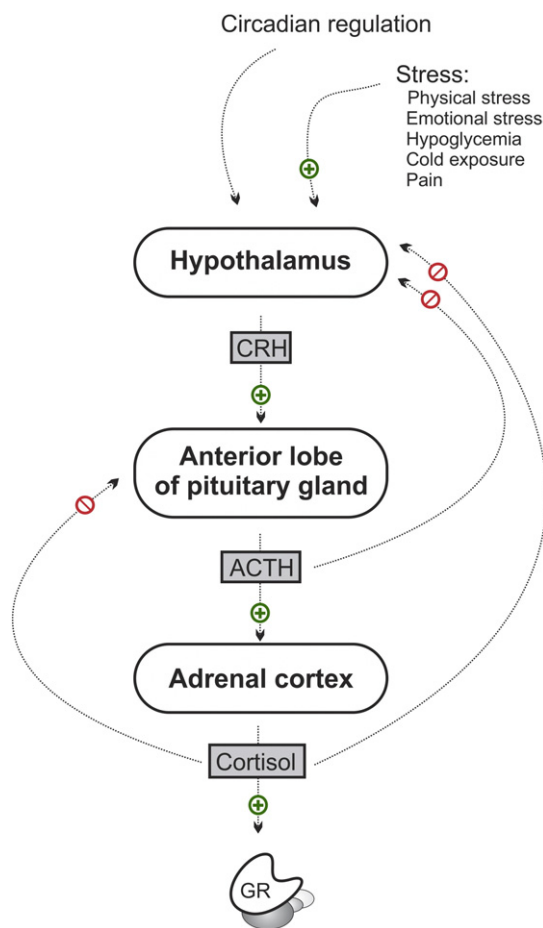 Circadian regulation
Stress:
Physical stress
Emotional stress
Hypoglycemia
Cold exposure
Pain
Hypothalamus
CRH
Anterior lobe
of pituitary gland
ACTH
Adrenal cortex
Cortisol
GR